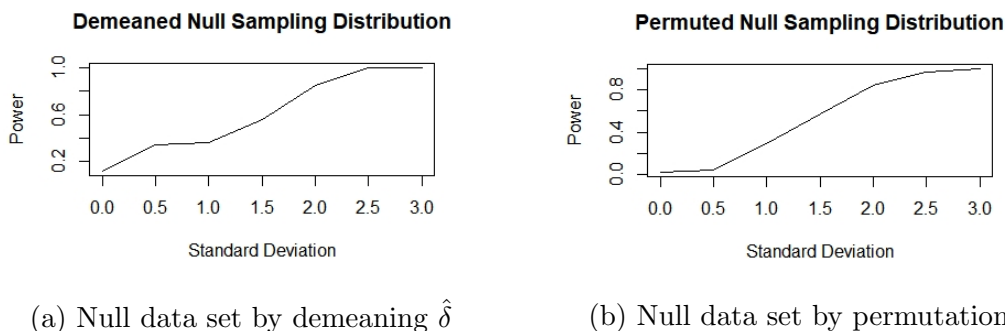 Demeaned Null Sampling Distribution
Power
0.2 0.6 1.0
0.0 0.5 1.0 1.5 2.0 2.5 3.0
Standard Deviation
(a) Null data set by demeaning δ̂
Permuted Null Sampling Distribution
Power
0.0 0.4 0.8
0.0 0.5 1.0 1.5 2.0 2.5 3.0
Standard Deviation
(b) Null data set by permutation